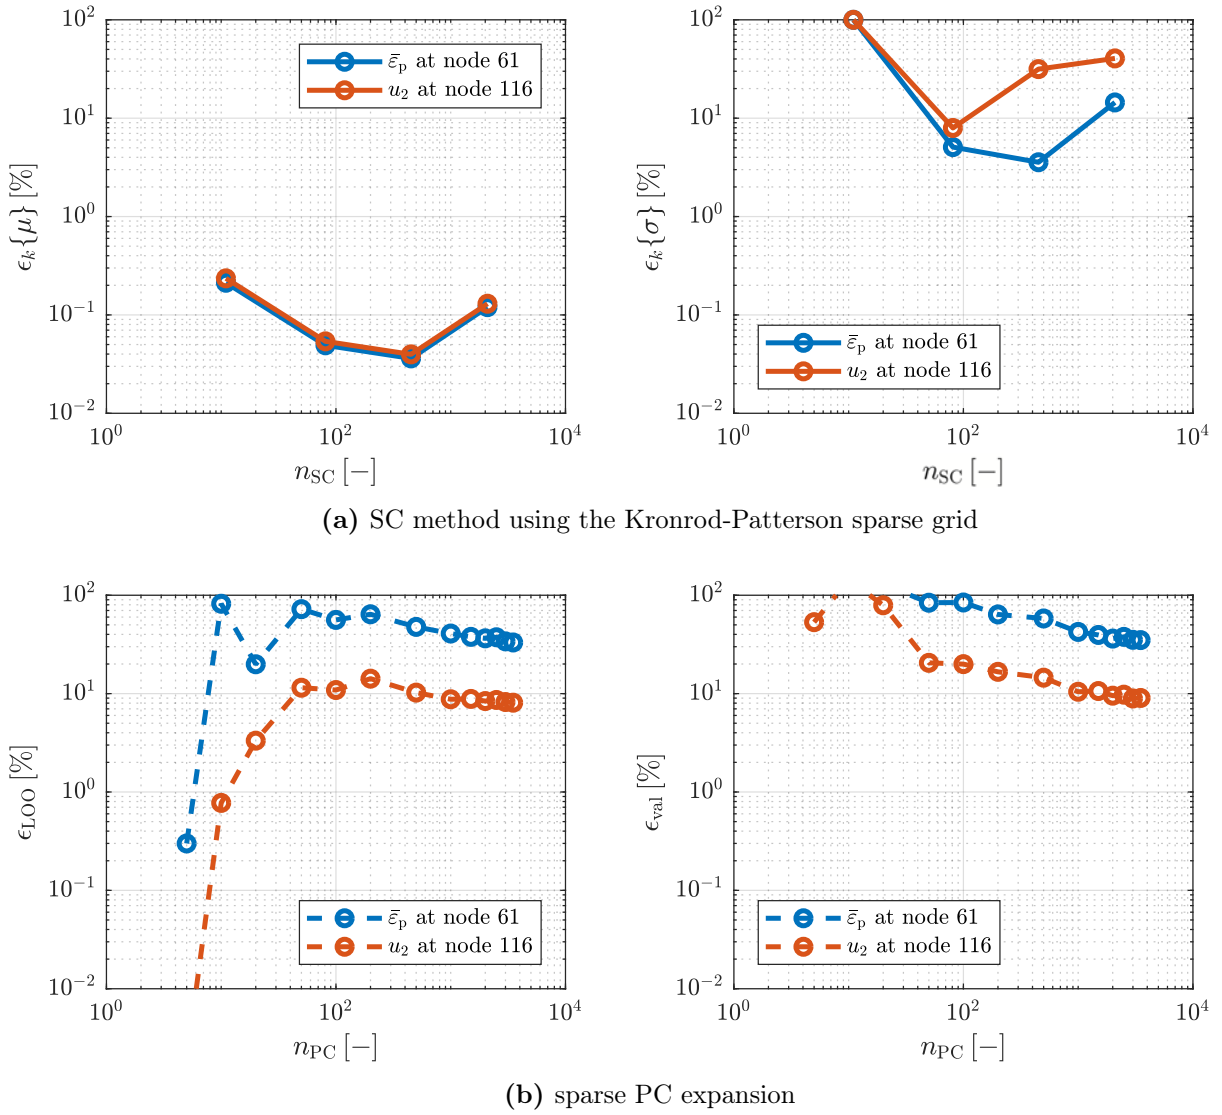 10^2
10^1
10^0
10^-1
10^-2
10^0
10^2
10^4
ϵ_k{μ} [%]
n_SC [−]
ε̄_p at node 61
u_2 at node 116
10^2
10^1
10^0
10^-1
10^-2
10^0
10^2
10^4
ϵ_k{σ} [%]
n_SC [−]
ε̄_p at node 61
u_2 at node 116
(a) SC method using the Kronrod-Patterson sparse grid
10^2
10^1
10^0
10^-1
10^-2
10^0
10^2
10^4
ϵ_LOO [%]
n_PC [−]
ε̄_p at node 61
u_2 at node 116
10^2
10^1
10^0
10^-1
10^-2
10^0
10^2
10^4
ϵ_val [%]
n_PC [−]
ε̄_p at node 61
u_2 at node 116
(b) sparse PC expansion